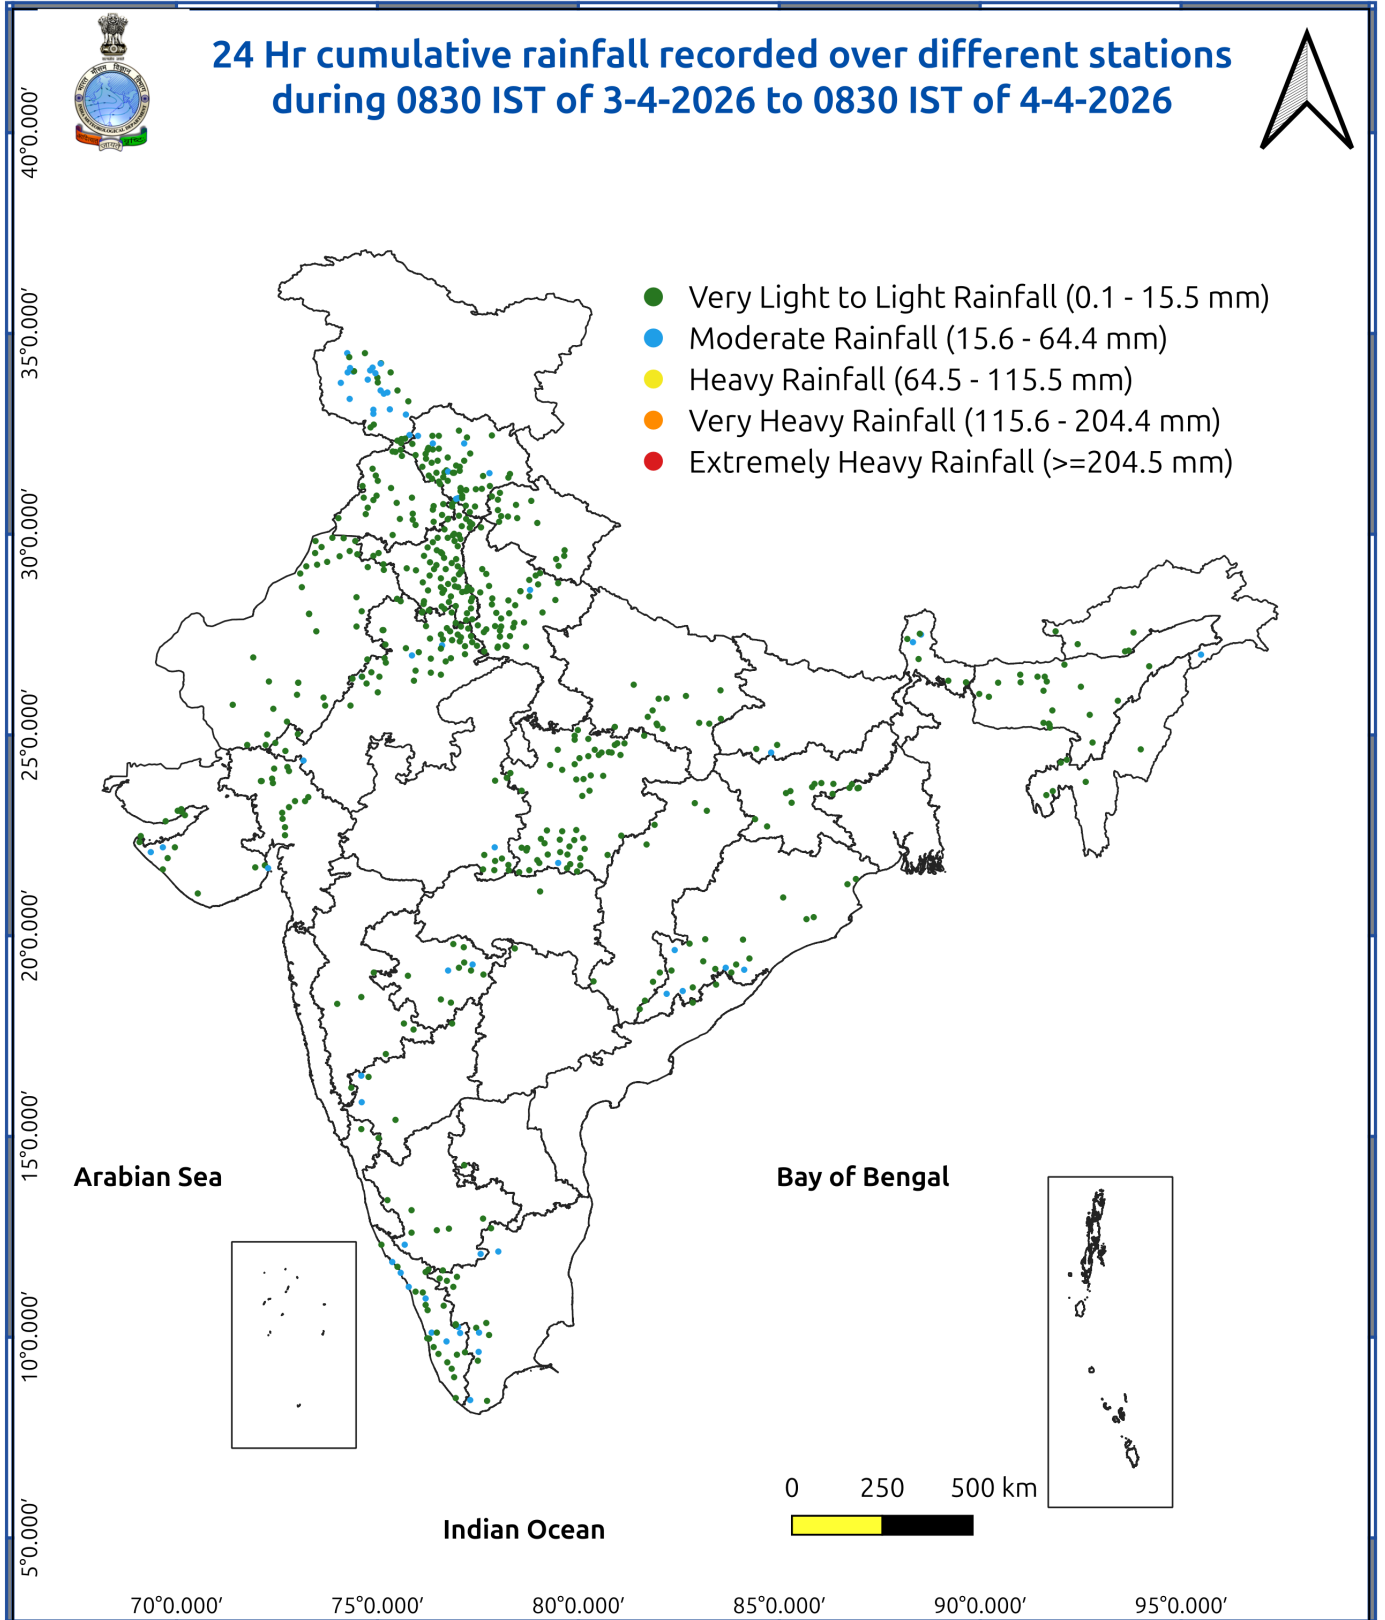 24 Hr cumulative rainfall recorded over different stations
during 0830 IST of 3-4-2026 to 0830 IST of 4-4-2026
Very Light to Light Rainfall (0.1 - 15.5 mm)
Moderate Rainfall (15.6 - 64.4 mm)
Heavy Rainfall (64.5 - 115.5 mm)
Very Heavy Rainfall (115.6 - 204.4 mm)
Extremely Heavy Rainfall (>=204.5 mm)
40°0.000′
35°0.000′
30°0.000′
25°0.000′
20°0.000′
15°0.000′
10°0.000′
5°0.000′
Arabian Sea
Bay of Bengal
Indian Ocean
0 250 500 km
70°0.000′ 75°0.000′ 80°0.000′ 85°0.000′ 90°0.000′ 95°0.000′